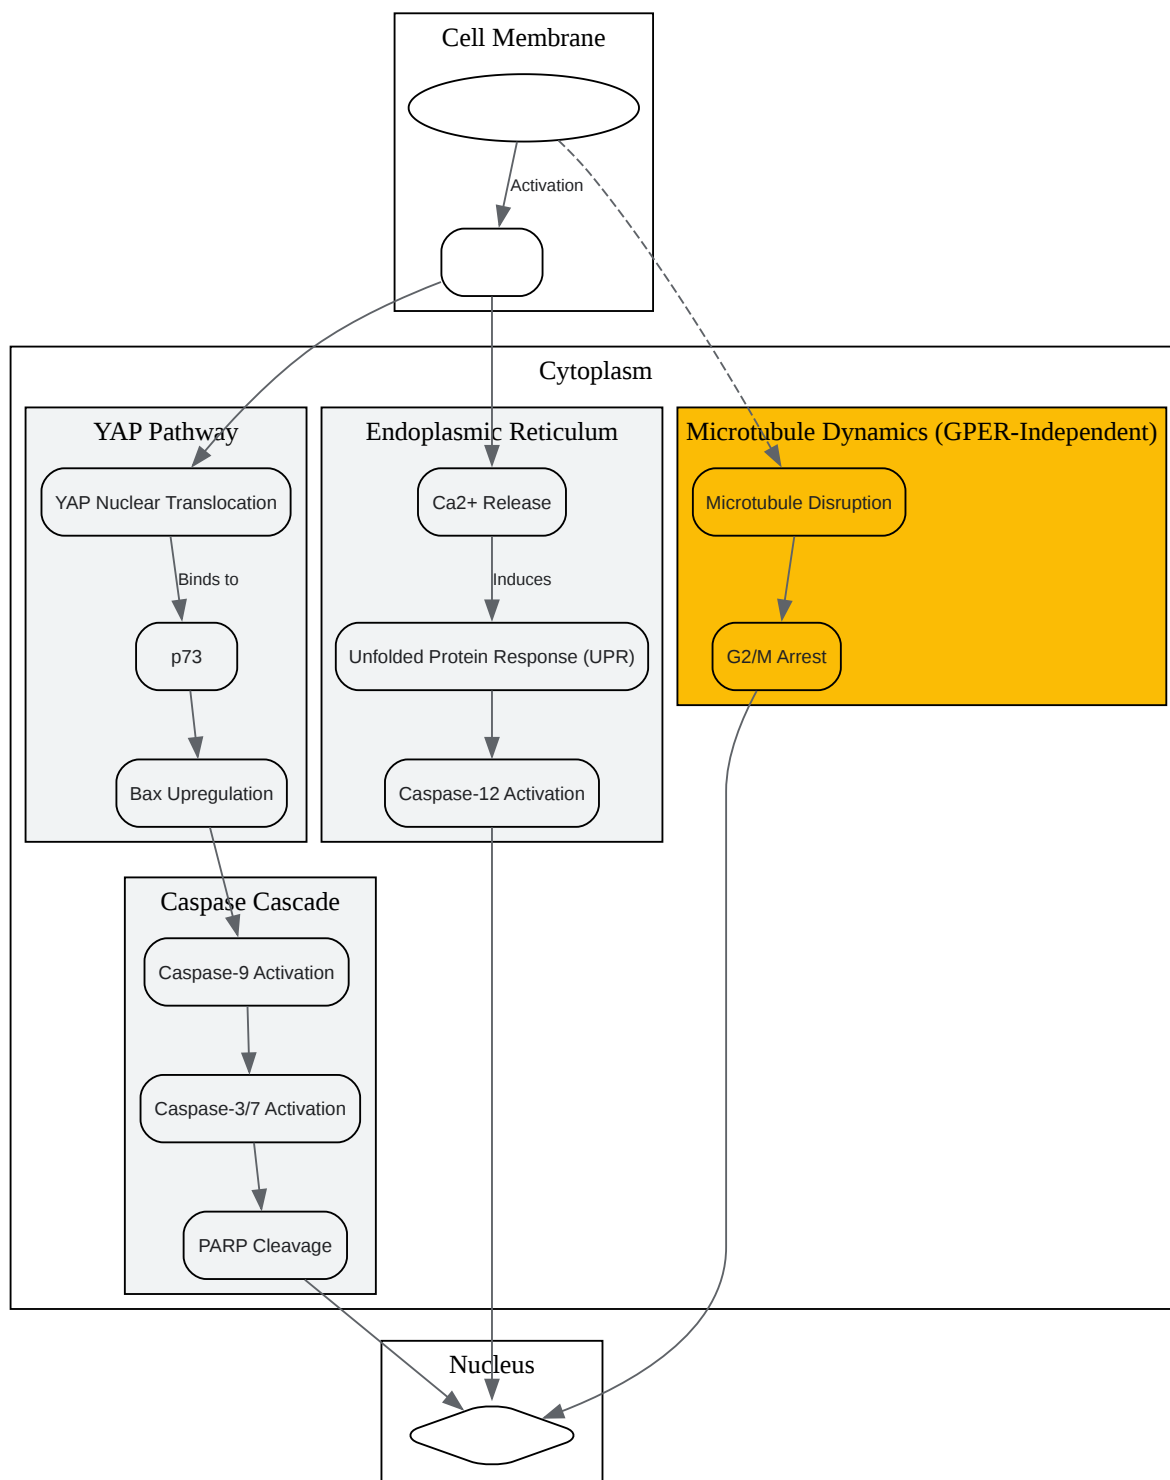 Cell Membrane
Activation
Cytoplasm
YAP Pathway
Endoplasmic Reticulum
Microtubule Dynamics (GPER-Independent)
YAP Nuclear Translocation
Ca2+ Release
Microtubule Disruption
Binds to
Induces
p73
Unfolded Protein Response (UPR)
G2/M Arrest
Bax Upregulation
Caspase-12 Activation
Caspase Cascade
Caspase-9 Activation
Caspase-3/7 Activation
PARP Cleavage
Nucleus